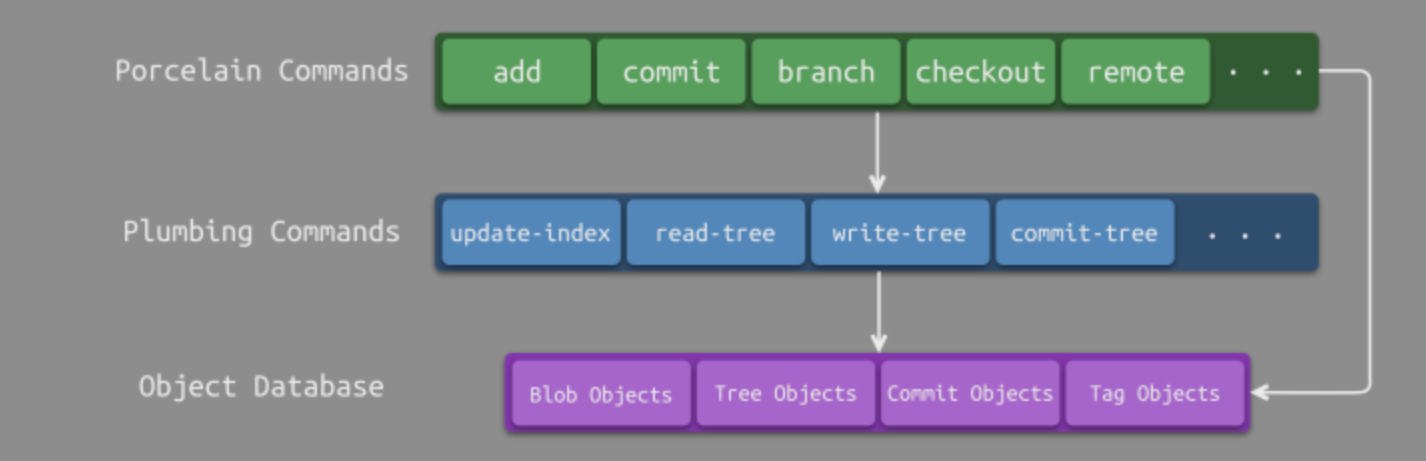 Porcelain Commands add commit branch checkout remote . . .
Plumbing Commands update-index read-tree write-tree commit-tree . . .
Object Database Blob Objects Tree Objects Commit Objects Tag Objects